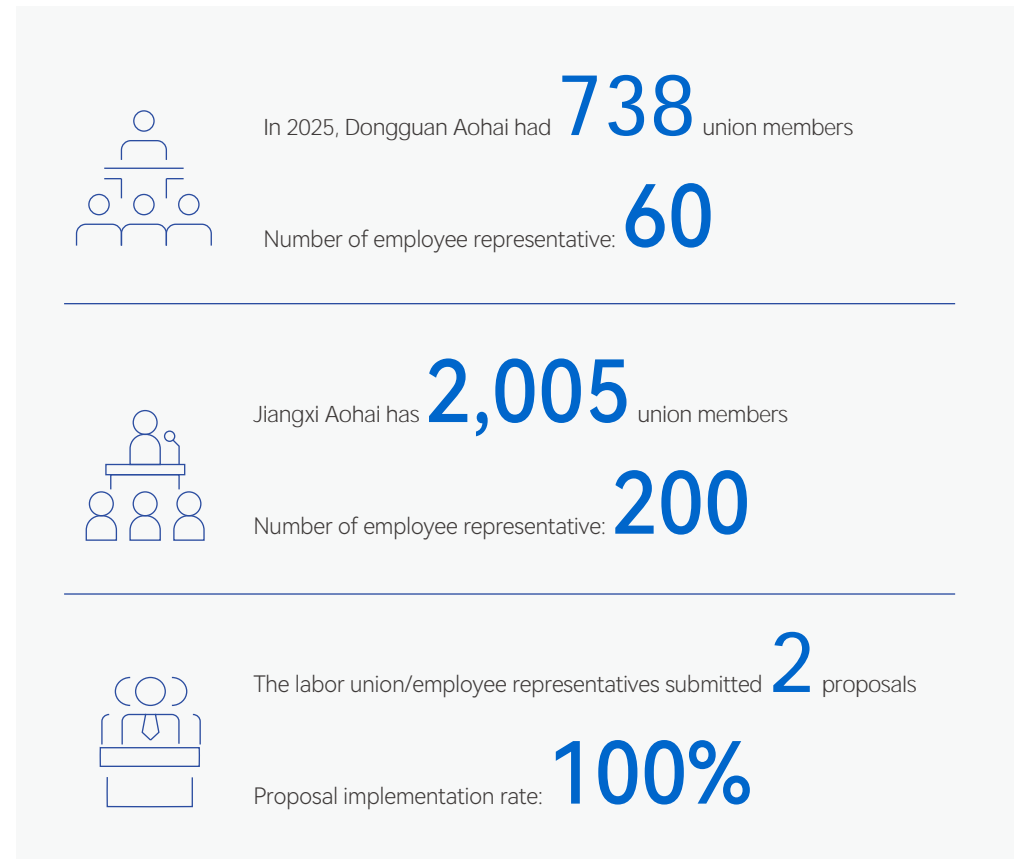 In 2025, Dongguan Aohai had 738 union members
Number of employee representative: 60
Jiangxi Aohai has 2,005 union members
Number of employee representative: 200
The labor union/employee representatives submitted 2 proposals
Proposal implementation rate: 100%